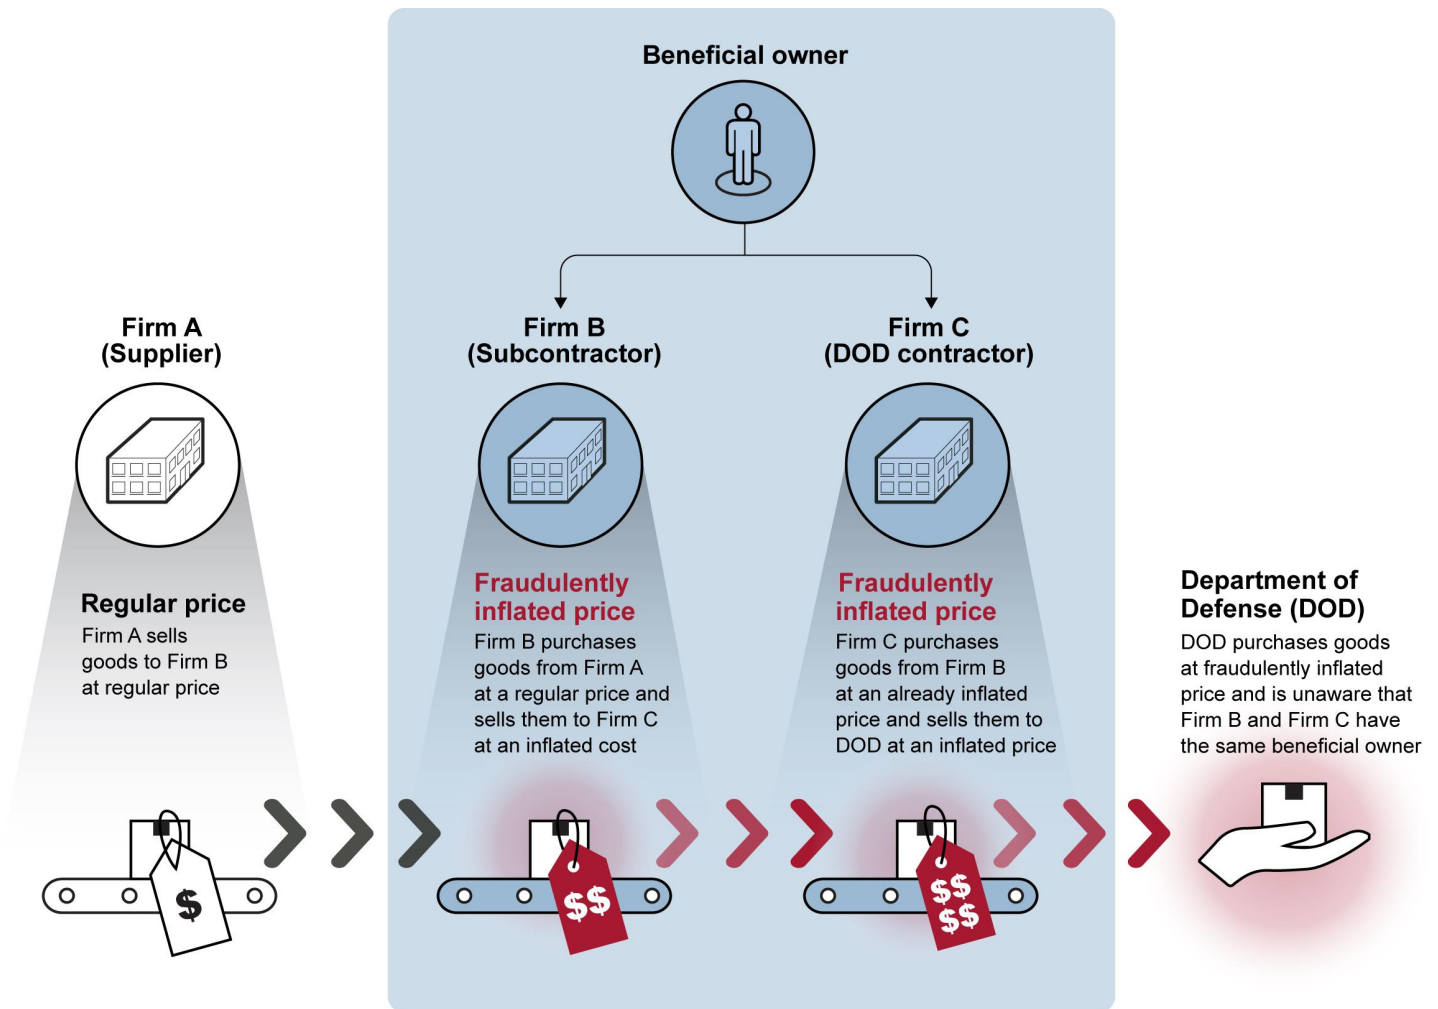 Beneficial owner
Firm A
(Supplier)
Regular price
Firm A sells
goods to Firm B
at regular price
$
Firm B
(Subcontractor)
Fraudulently
inflated price
Firm B purchases
goods from Firm A
at a regular price and
sells them to Firm C
at an inflated cost
$$
Firm C
(DOD contractor)
Fraudulently
inflated price
Firm C purchases
goods from Firm B
at an already inflated
price and sells them to
DOD at an inflated price
$$
$$
Department of
Defense (DOD)
DOD purchases goods
at fraudulently inflated
price and is unaware that
Firm B and Firm C have
the same beneficial owner